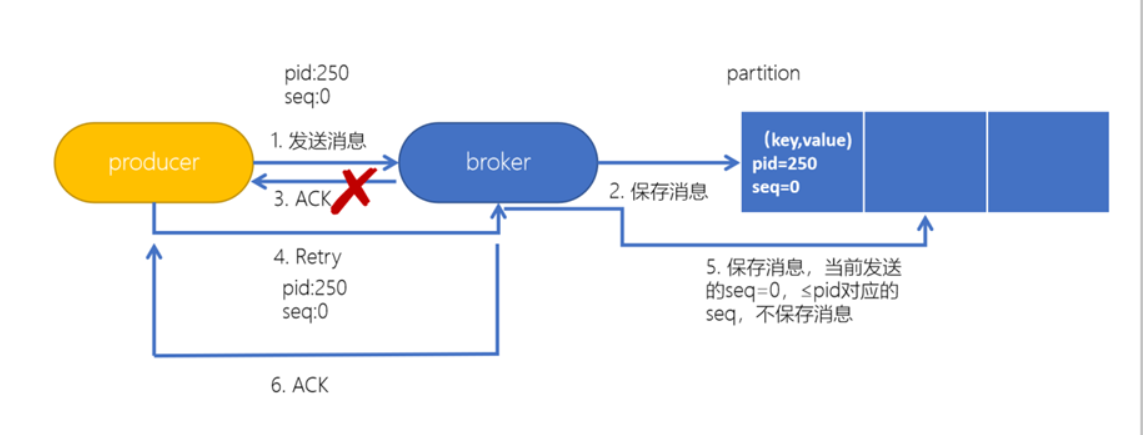 pid:250
seq:0
partition
1. 发送消息
producer
broker
(key,value)
pid=250
seq=0
3. ACK
2. 保存消息
4. Retry
pid:250
seq:0
5. 保存消息，当前发送
的seq=0，≤pid对应的
seq，不保存消息
6. ACK